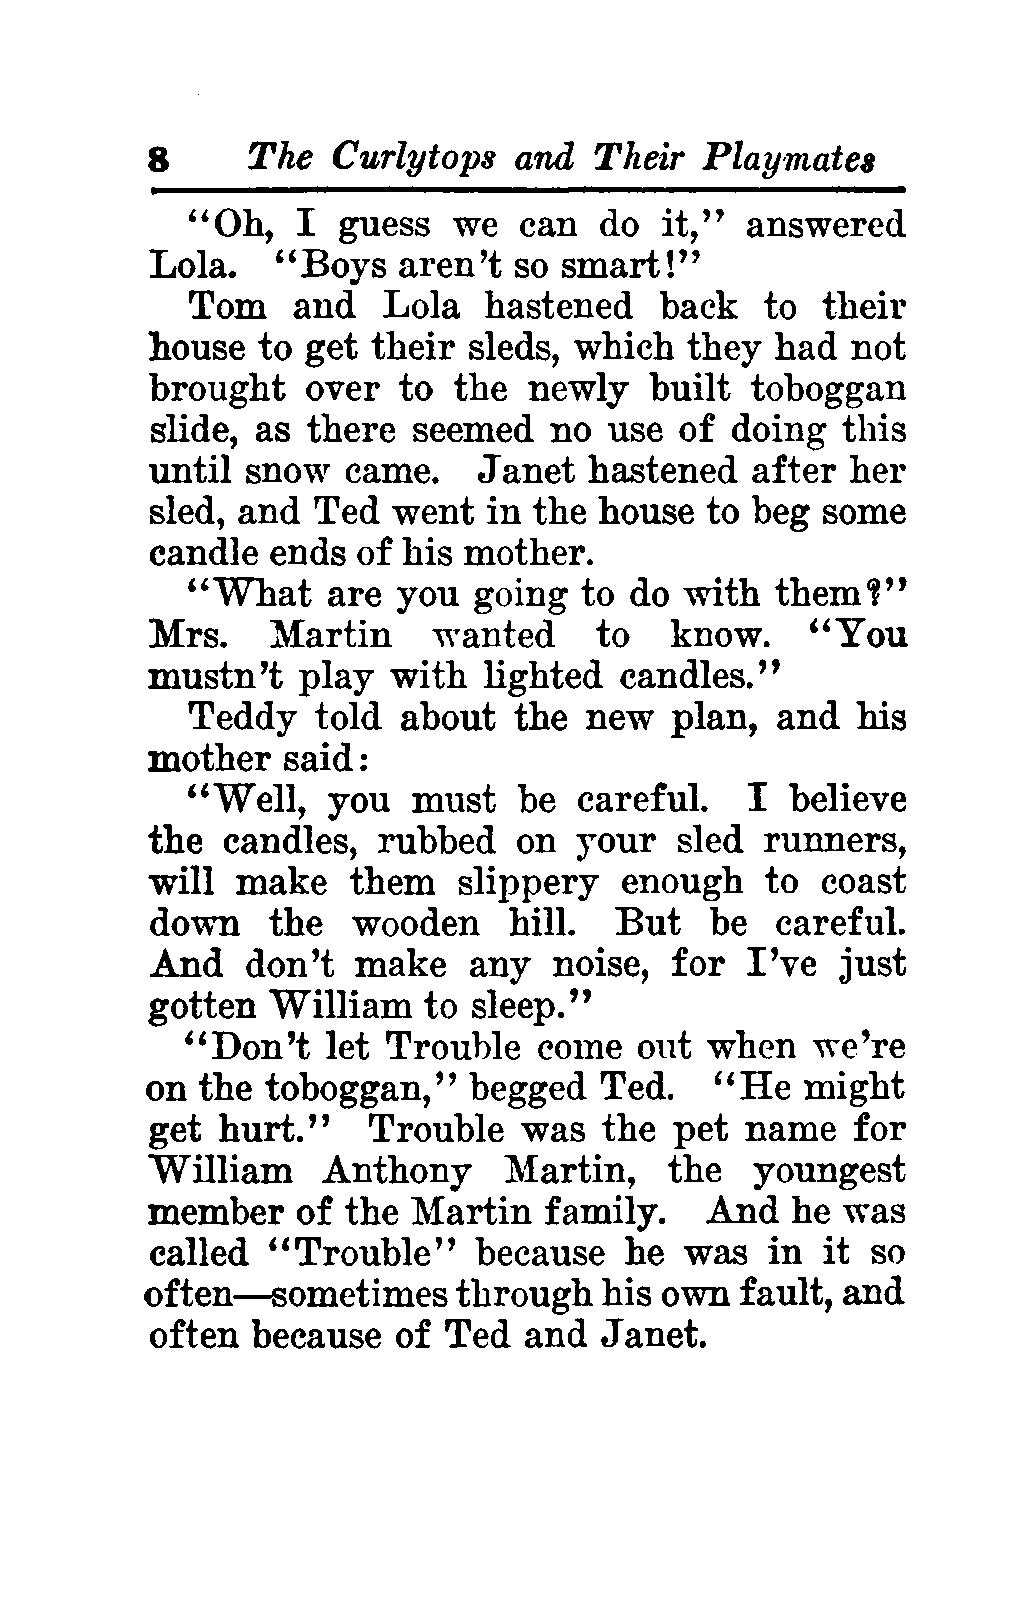 8 The Curlytops and Their Playmates
“Oh, I guess we can do it,” answered
Lola. “Boys aren’t so smart!”
Tom and Lola hastened back to their
house to get their sleds, which they had not
brought over to the newly built toboggan
slide, as there seemed no use of doing this
until snow came. Janet hastened after her
sled, and Ted went in the house to beg some
candle ends of his mother.
“What are you going to do with them?”
Mrs. Martin wanted to know. “You
mustn’t play with lighted candles.”
Teddy told about the new plan, and his
mother said:
“Well, you must be careful. I believe
the candles, rubbed on your sled runners,
will make them slippery enough to coast
down the wooden hill. But be careful.
And don’t make any noise, for I’ve just
gotten William to sleep.”
“Don’t let Trouble come out when we’re
on the toboggan,” begged Ted. “He might
get hurt.” Trouble was the pet name for
William Anthony Martin, the youngest
member of the Martin family. And he was
called “Trouble” because he was in it so
often—sometimes through his own fault, and
often because of Ted and Janet.